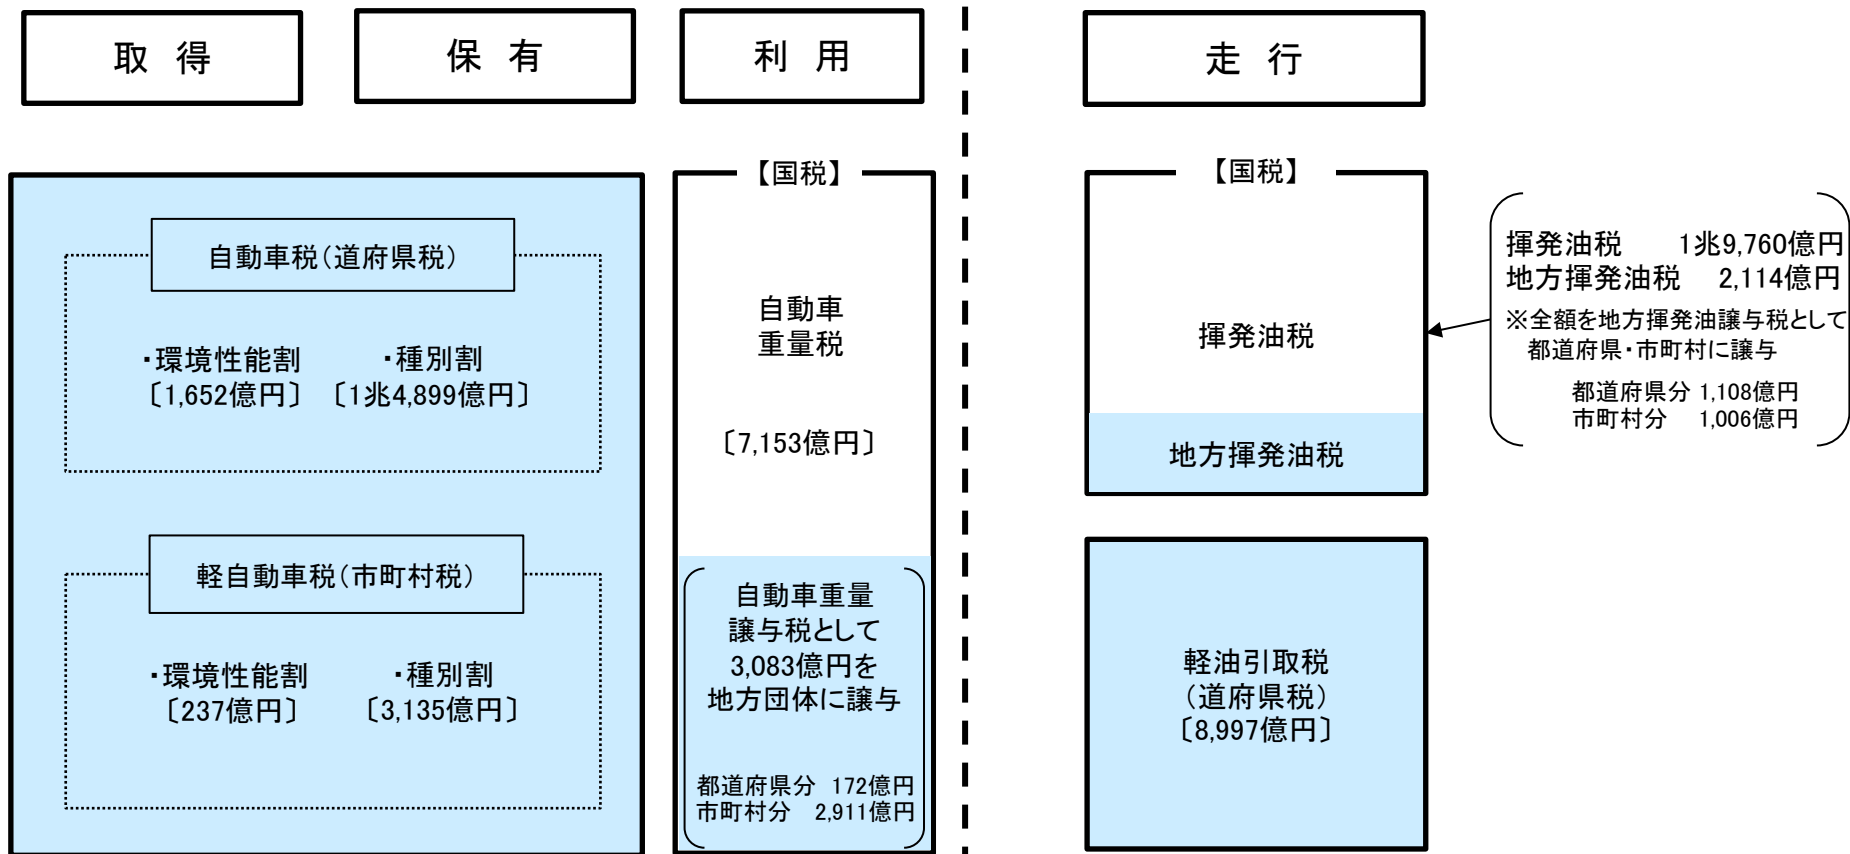 取 得
保 有
利 用
走 行
自動車税（道府県税）
・環境性能割 ・種別割
〔1,652億円〕 〔1兆4,899億円〕
軽自動車税（市町村税）
・環境性能割 ・種別割
〔237億円〕 〔3,135億円〕
【国税】
自動車
重量税
〔7,153億円〕
自動車重量
譲与税として
3,083億円を
地方団体に譲与
都道府県分 172億円
市町村分 2,911億円
【国税】
揮発油税
地方揮発油税
揮発油税 1兆9,760億円
地方揮発油税 2,114億円
※全額を地方揮発油譲与税として
都道府県・市町村に譲与
都道府県分 1,108億円
市町村分 1,006億円
軽油引取税
（道府県税）
〔8,997億円〕